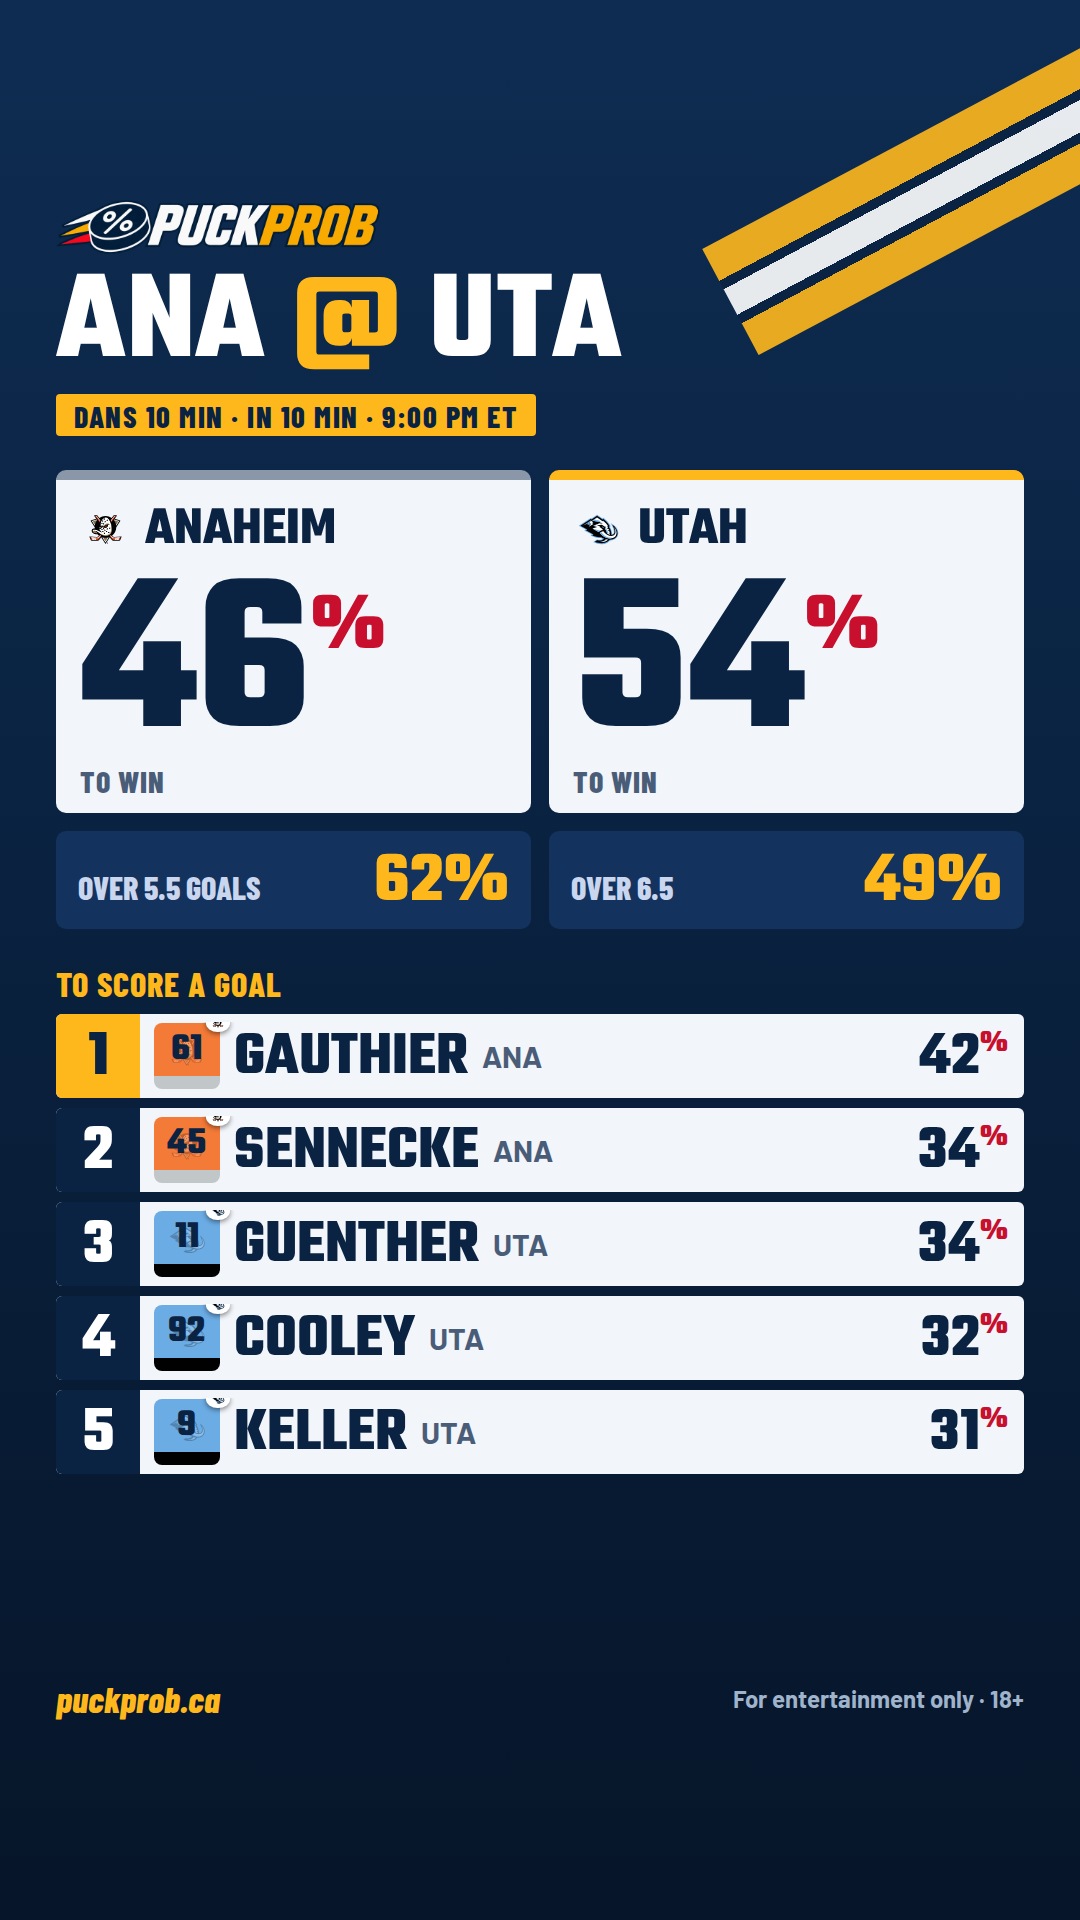 % PUCKPROB
ANA @ UTA
DANS 10 MIN · IN 10 MIN · 9:00 PM ET
ANAHEIM
46%
TO WIN
UTAH
54%
TO WIN
OVER 5.5 GOALS 62%
OVER 6.5 49%
TO SCORE A GOAL
1 61 GAUTHIER ANA 42%
2 45 SENNECKE ANA 34%
3 11 GUENTHER UTA 34%
4 92 COOLEY UTA 32%
5 9 KELLER UTA 31%
puckprob.ca
For entertainment only · 18+